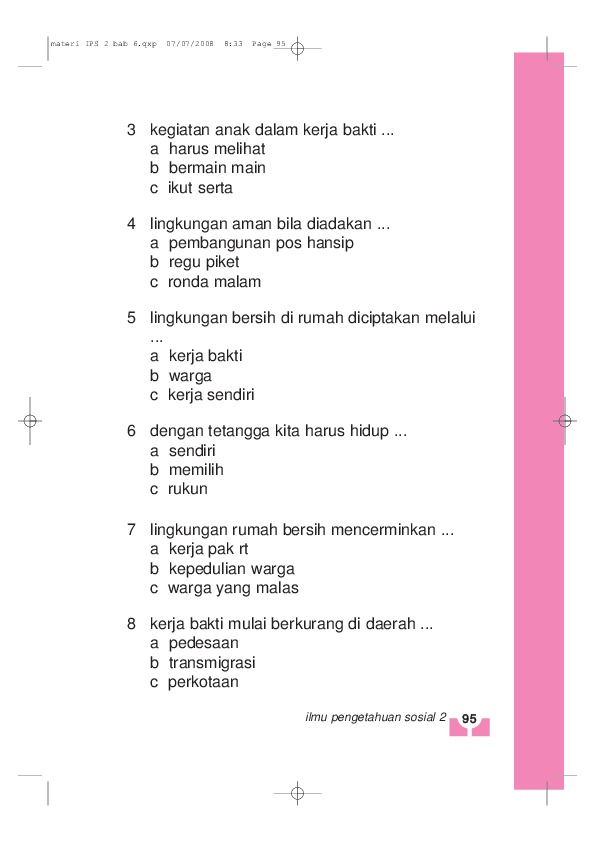 materi IPS 2 bab 6.qxp  07/07/2008  8:33  Page 95
3 kegiatan anak dalam kerja bakti ...
a harus melihat
b bermain main
c ikut serta
4 lingkungan aman bila diadakan ...
a pembangunan pos hansip
b regu piket
c ronda malam
5 lingkungan bersih di rumah diciptakan melalui
...
a kerja bakti
b warga
c kerja sendiri
6 dengan tetangga kita harus hidup ...
a sendiri
b memilih
c rukun
7 lingkungan rumah bersih mencerminkan ...
a kerja pak rt
b kepedulian warga
c warga yang malas
8 kerja bakti mulai berkurang di daerah ...
a pedesaan
b transmigrasi
c perkotaan
ilmu pengetahuan sosial 2 95